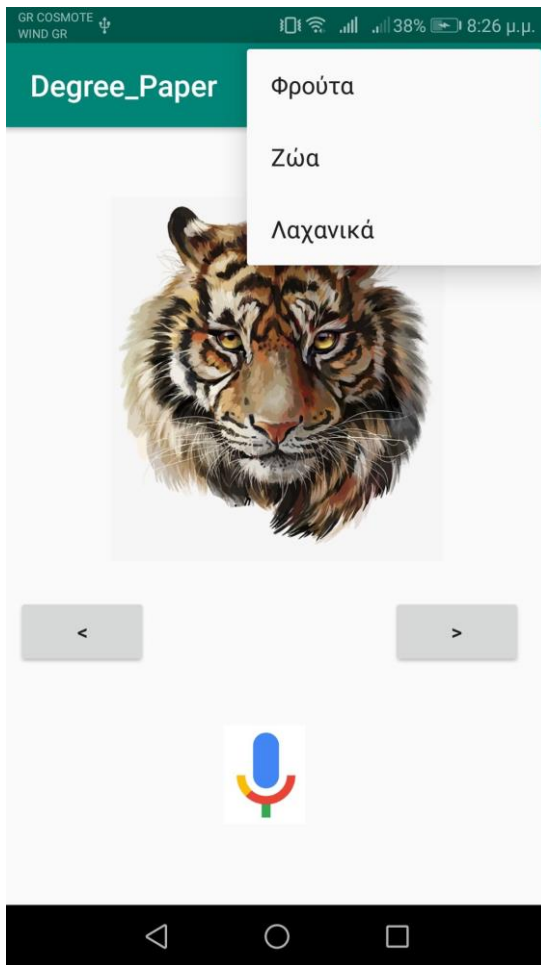 GR COSMOTE
WIND GR
38% 8:26 μ.μ.
Degree_Paper
Φρούτα
Ζώα
Λαχανικά
< >